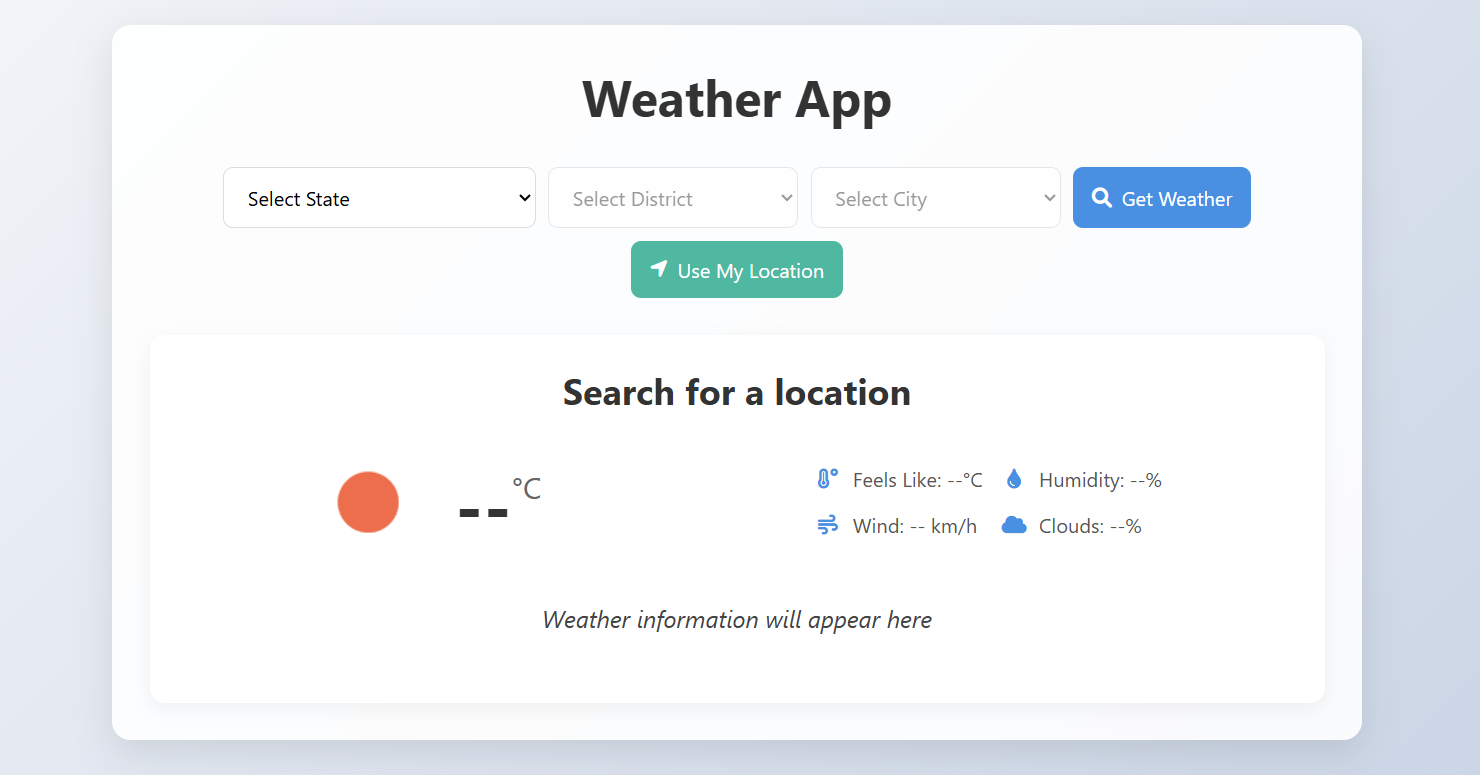 Weather App
Select State
Select District
Select City
Get Weather
Use My Location
Search for a location
--°C
Feels Like: --°C
Humidity: --%
Wind: -- km/h
Clouds: --%
Weather information will appear here